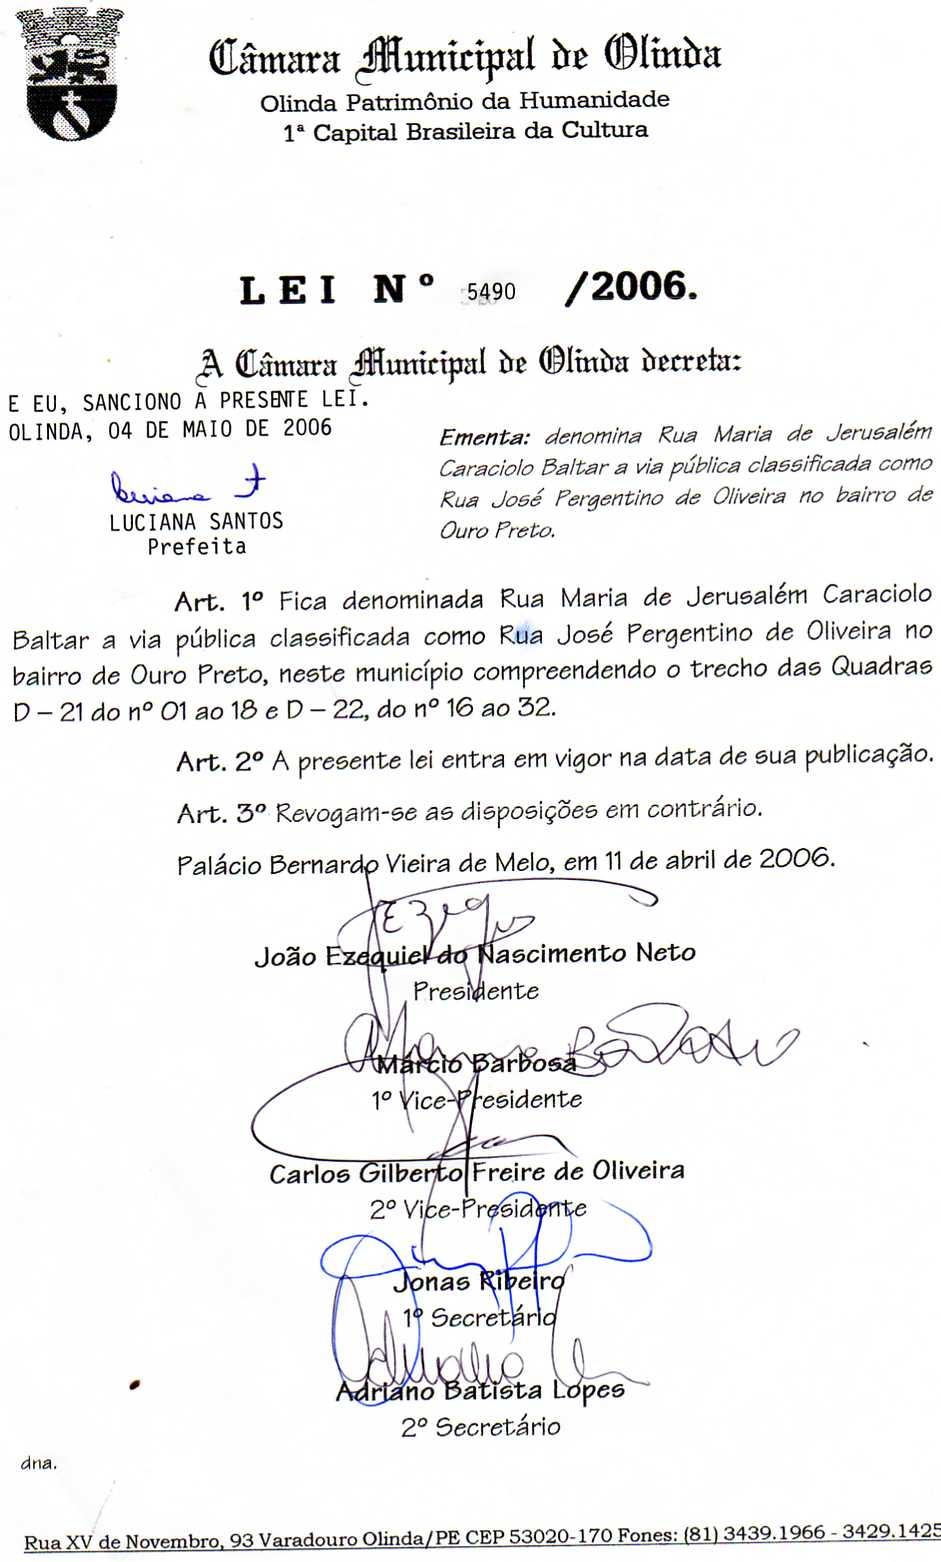 Câmara Municipal de Olinda
Olinda Patrimônio da Humanidade
1ª Capital Brasileira da Cultura
LEI Nº 5490 /2006.
A Câmara Municipal de Olinda decreta:
E EU, SANCIONO A PRESENTE LEI.
OLINDA, 04 DE MAIO DE 2006
LUCIANA SANTOS
Prefeita
Ementa: denomina Rua Maria de Jerusalém
Caraciolo Baltar a via pública classificada como
Rua José Pergentino de Oliveira no bairro de
Ouro Preto.
Art. 1º Fica denominada Rua Maria de Jerusalém Caraciolo
Baltar a via pública classificada como Rua José Pergentino de Oliveira no
bairro de Ouro Preto, neste município compreendendo o trecho das Quadras
D – 21 do nº 01 ao 18 e D – 22, do nº 16 ao 32.
Art. 2º A presente lei entra em vigor na data de sua publicação.
Art. 3º Revogam-se as disposições em contrário.
Palácio Bernardo Vieira de Melo, em 11 de abril de 2006.
João Ezequiel do Nascimento Neto
Presidente
Márcio Barbosa
1º Vice-Presidente
Carlos Gilberto Freire de Oliveira
2º Vice-Presidente
Jonas Ribeiro
1º Secretário
Adriano Batista Lopes
2º Secretário
dna.
Rua XV de Novembro, 93 Varadouro Olinda/PE CEP 53020-170 Fones: (81) 3439.1966 - 3429.1425